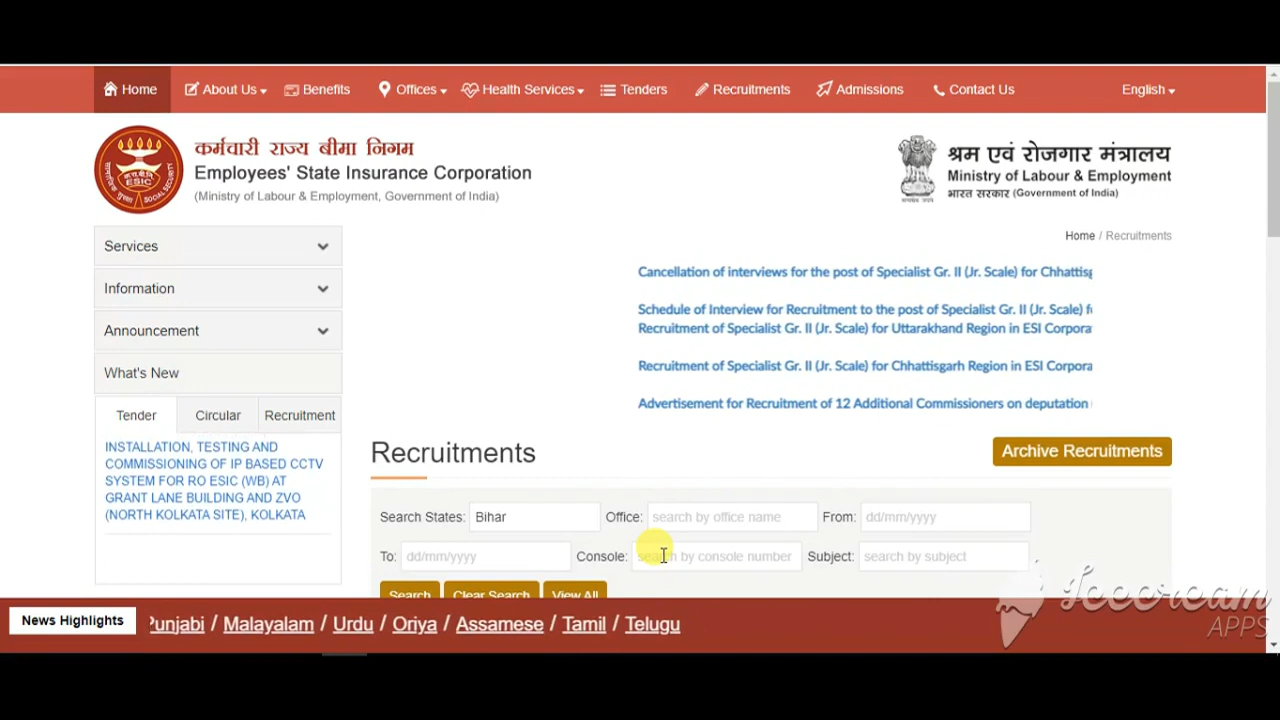 Home About Us Benefits Offices Health Services Tenders Recruitments Admissions Contact Us English
कर्मचारी राज्य बीमा निगम
Employees' State Insurance Corporation
(Ministry of Labour & Employment, Government of India)
श्रम एवं रोजगार मंत्रालय
Ministry of Labour & Employment
भारत सरकार (Government of India)
Home / Recruitments
Services
Information
Announcement
What's New
Tender Circular Recruitment
INSTALLATION, TESTING AND
COMMISSIONING OF IP BASED CCTV
SYSTEM FOR RO ESIC (WB) AT
GRANT LANE BUILDING AND ZVO
(NORTH KOLKATA SITE), KOLKATA
Cancellation of interviews for the post of Specialist Gr. II (Jr. Scale) for
Schedule of Interview for Recruitment to the post of Specialist Gr. II (Jr. Scale)
Recruitment of Specialist Gr. II (Jr. Scale) for Uttarakhand Region in ESI
Recruitment of Specialist Gr. II (Jr. Scale) for Chhattisgarh Region in ESI
Advertisement for Recruitment of 12 Additional Commissioners on deputation
Recruitments
Archive Recruitments
Search States: Bihar Office: search by office name From: dd/mm/yyyy
To: dd/mm/yyyy Console: search by console number Subject: search by subject
Search Clear Search View All
News Highlights
Punjabi / Malayalam / Urdu / Oriya / Assamese / Tamil / Telugu
Icecream
APPS